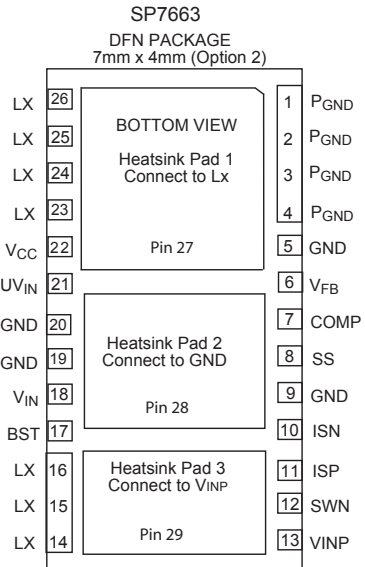 SP7663
DFN PACKAGE
7mm x 4mm (Option 2)
LX 26
LX 25
LX 24
LX 23
VCC 22
UVIN 21
GND 20
GND 19
VIN 18
BST 17
LX 16
LX 15
LX 14
BOTTOM VIEW
Heatsink Pad 1
Connect to Lx
Pin 27
Heatsink Pad 2
Connect to GND
Pin 28
Heatsink Pad 3
Connect to VINP
Pin 29
1 PGND
2 PGND
3 PGND
4 PGND
5 GND
6 VFB
7 COMP
8 SS
9 GND
10 ISN
11 ISP
12 SWN
13 VINP